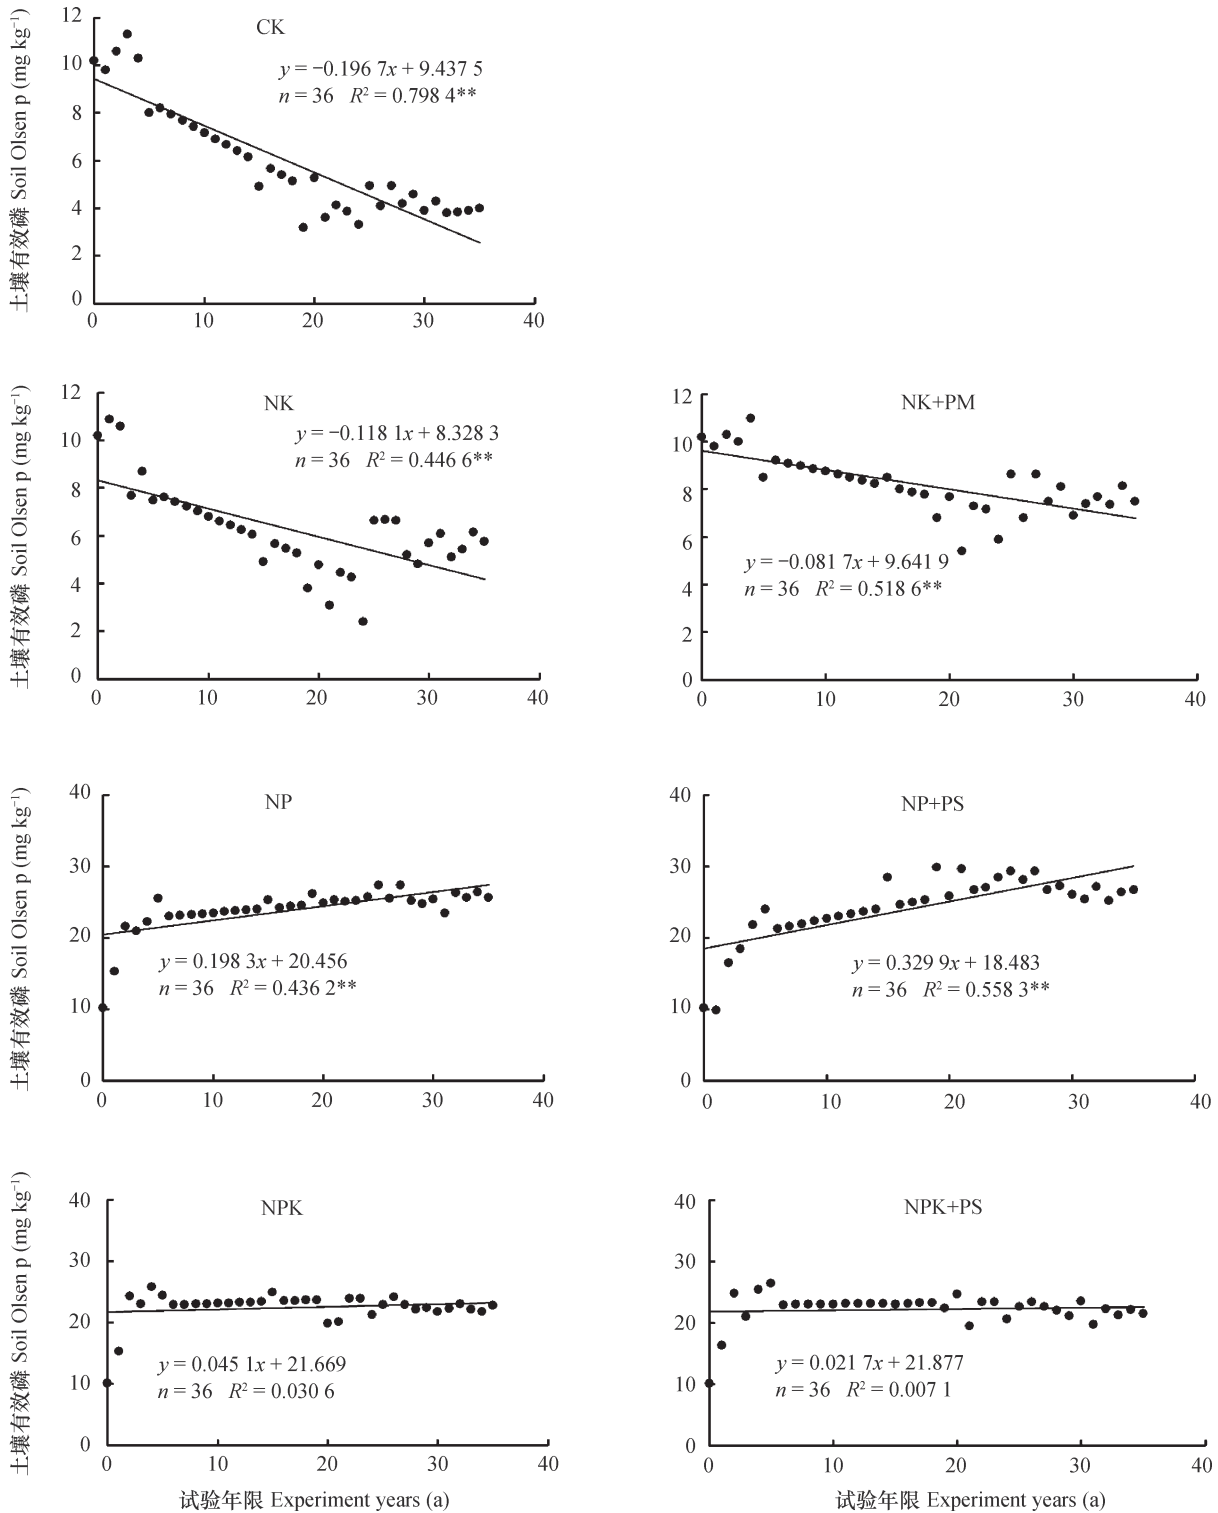 CK
y = −0.196 7x + 9.437 5
n = 36 R² = 0.798 4**
土壤有效磷 Soil Olsen p (mg kg⁻¹)
12
10
8
6
4
2
0
0 10 20 30 40
NK
y = −0.118 1x + 8.328 3
n = 36 R² = 0.446 6**
土壤有效磷 Soil Olsen p (mg kg⁻¹)
12
10
8
6
4
2
0
0 10 20 30 40
NK+PM
y = −0.081 7x + 9.641 9
n = 36 R² = 0.518 6**
12
10
8
6
4
2
0
0 10 20 30 40
NP
y = 0.198 3x + 20.456
n = 36 R² = 0.436 2**
土壤有效磷 Soil Olsen p (mg kg⁻¹)
40
30
20
10
0
0 10 20 30 40
NP+PS
y = 0.329 9x + 18.483
n = 36 R² = 0.558 3**
40
30
20
10
0
0 10 20 30 40
NPK
y = 0.045 1x + 21.669
n = 36 R² = 0.030 6
土壤有效磷 Soil Olsen p (mg kg⁻¹)
40
30
20
10
0
0 10 20 30 40
试验年限 Experiment years (a)
NPK+PS
y = 0.021 7x + 21.877
n = 36 R² = 0.007 1
40
30
20
10
0
0 10 20 30 40
试验年限 Experiment years (a)